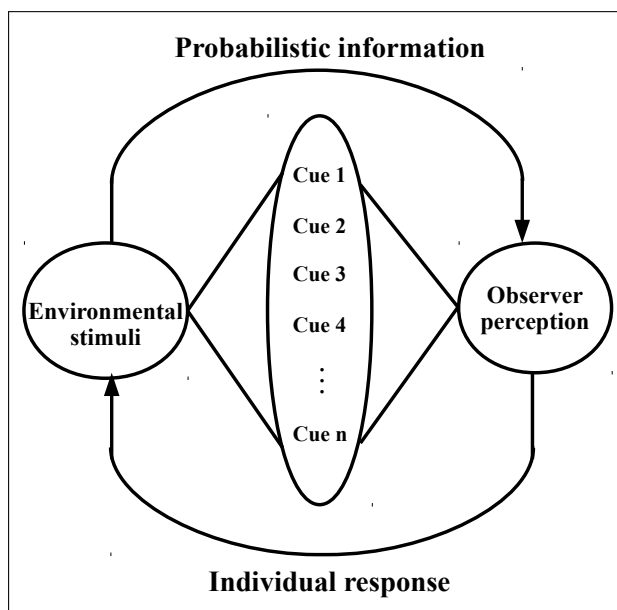 Probabilistic information
Cue 1
Cue 2
Cue 3
Cue 4
⋮
Cue n
Environmental
stimuli
Observer
perception
Individual response